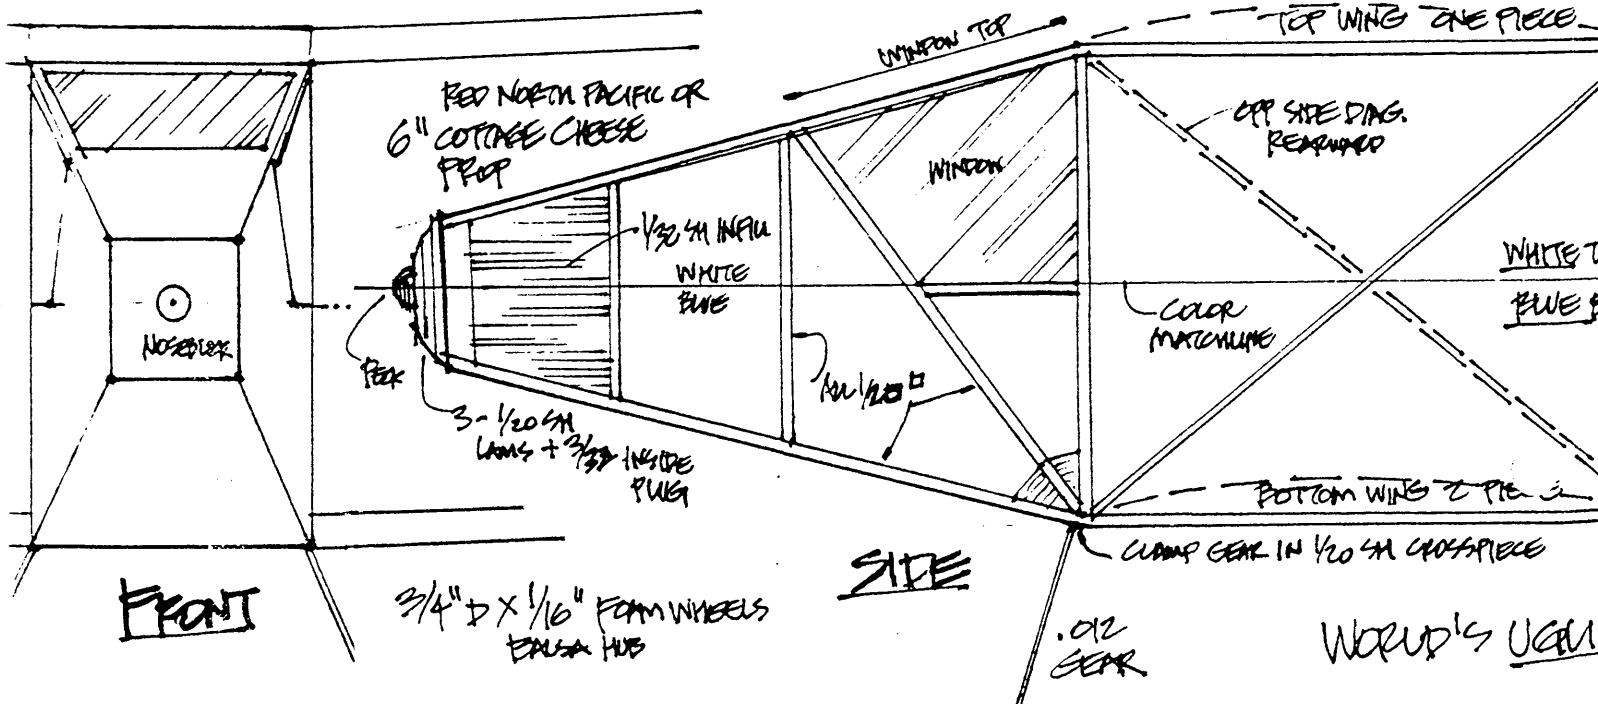 TOP WING ONE PIECE
WINDOW TOP
RED NORTH PACIFIC OR
6" COTTAGE CHEESE
PROP
OPP SIDE DIAG.
REARWARD
WINDOW
1/32 SH INFILL
WHITE
BLUE
WHITE T
BLUE B
COLOR
MATCHLINE
NOSEBLOCK
PECK
ALL 1/20 □
3 - 1/20 SH
LAMS + 3/32 INSIDE
PLUG
BOTTOM WING 2 PIE
CLAMP GEAR IN 1/20 SH CROSSPIECE
SIDE
FRONT
3/4" D X 1/16" FOAM WHEELS
BALSA HUB
.012
GEAR
WORLD'S UGLI